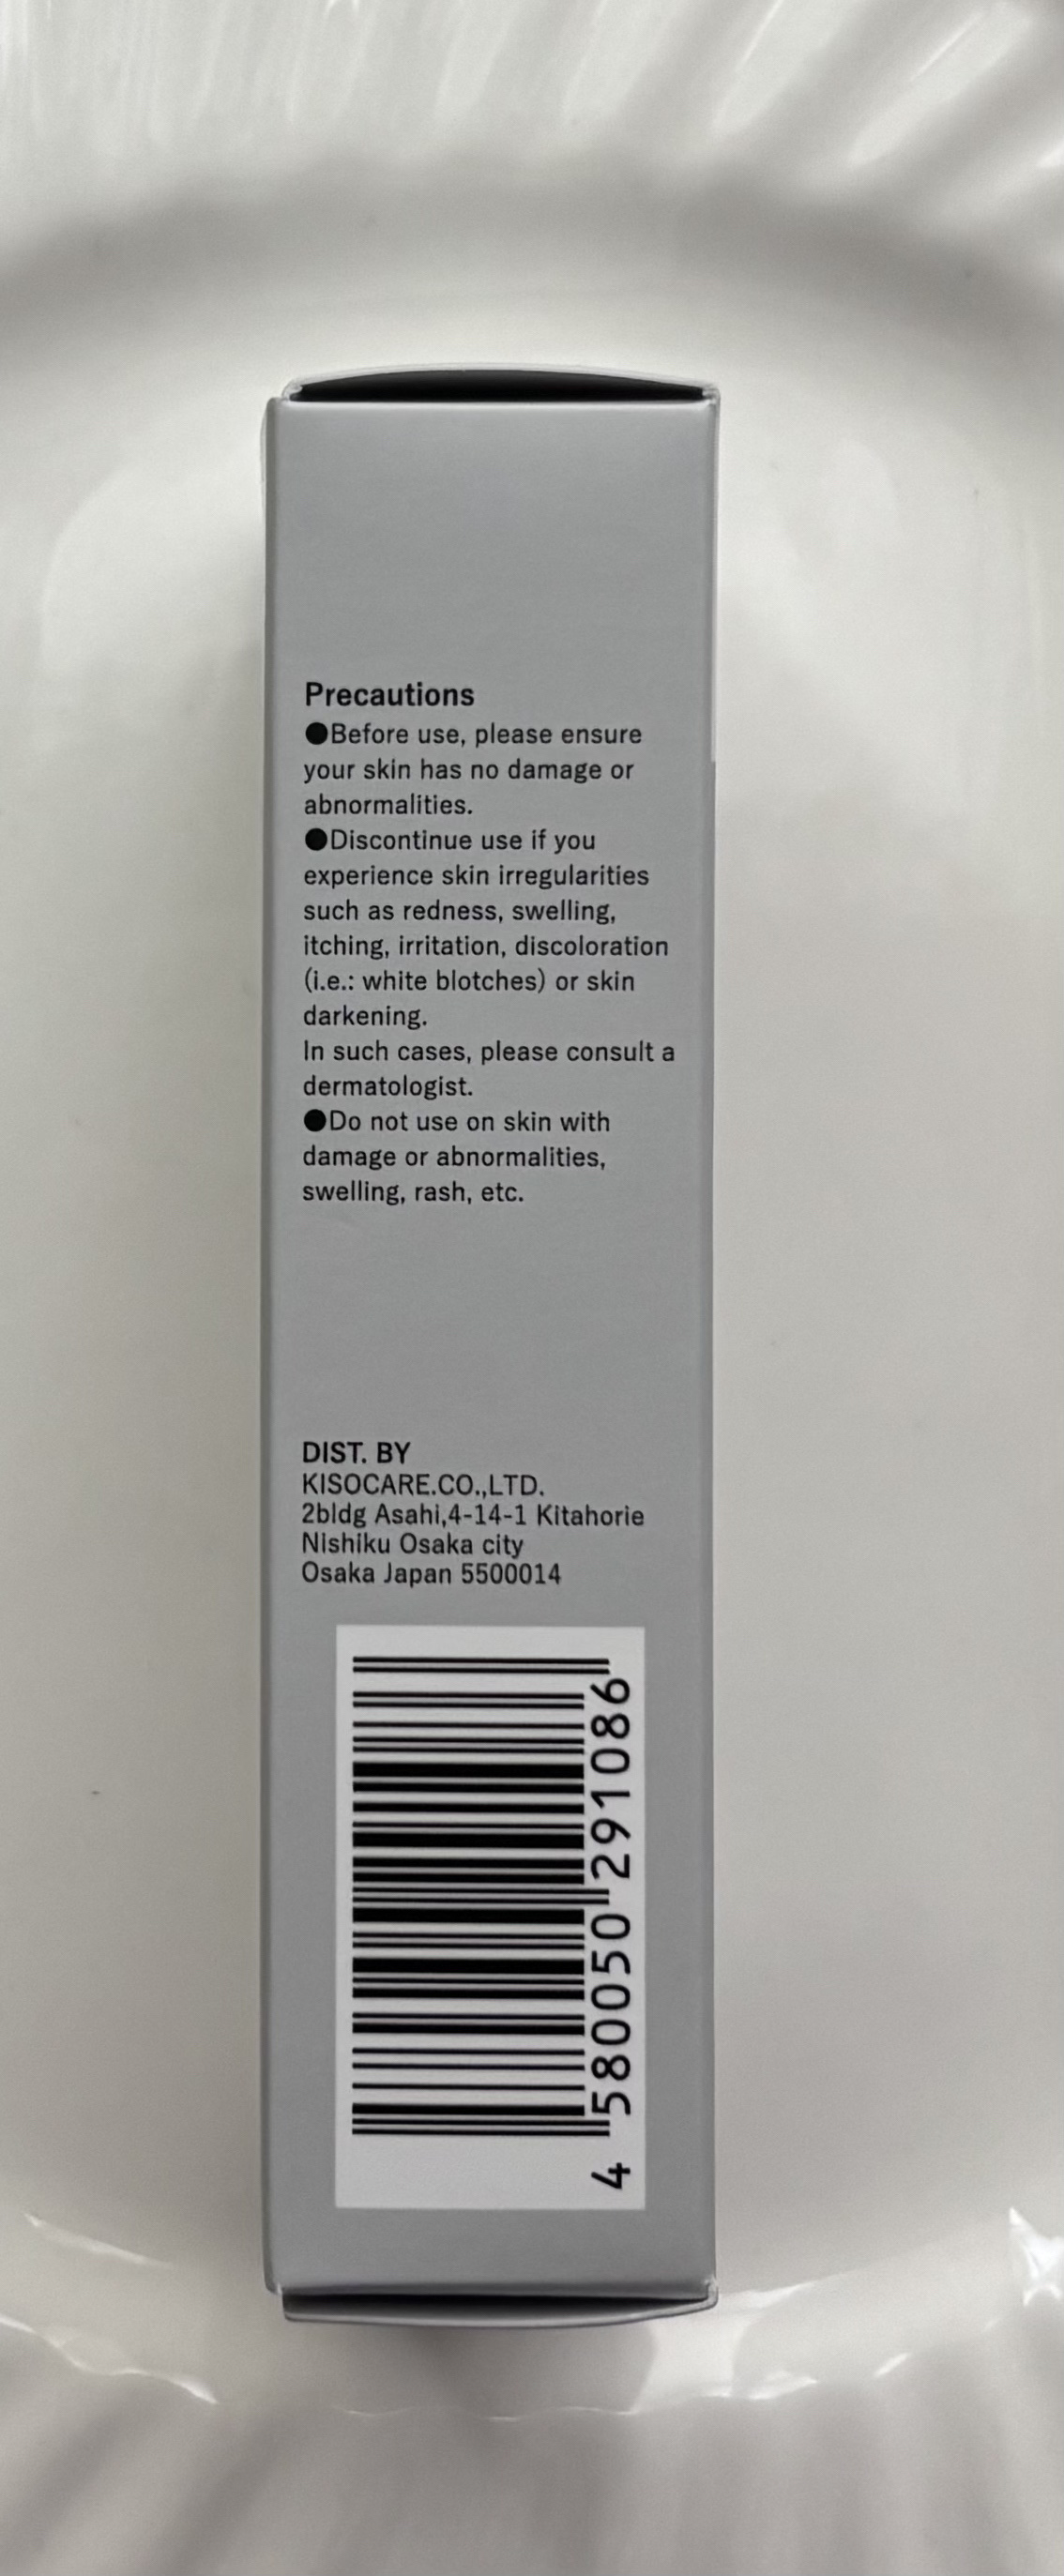 Precautions
●Before use, please ensure
your skin has no damage or
abnormalities.
●Discontinue use if you
experience skin irregularities
such as redness, swelling,
itching, irritation, discoloration
(i.e.: white blotches) or skin
darkening.
In such cases, please consult a
dermatologist.
●Do not use on skin with
damage or abnormalities,
swelling, rash, etc.
DIST. BY
KISOCARE.CO.,LTD.
2bldg Asahi,4-14-1 Kitahorie
Nishiku Osaka city
Osaka Japan 5500014
4 580050 291086